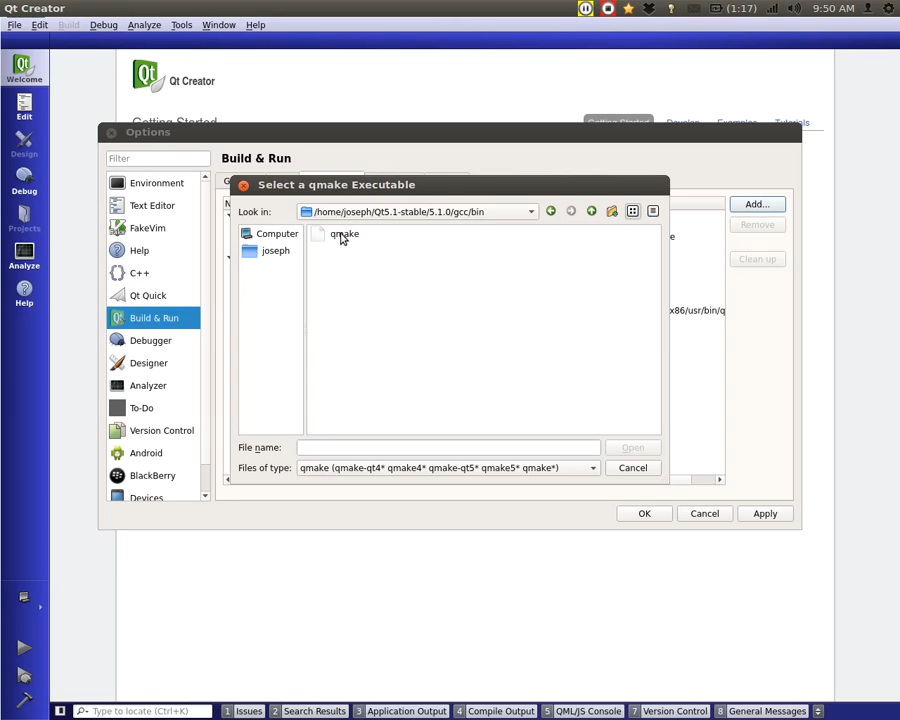 Qt Creator
(1:17)
9:50 AM
File Edit Build Debug Analyze Tools Window Help
Welcome
Edit
Design
Debug
Projects
Analyze
Help
Qt Creator
Options
Filter
Environment
Text Editor
FakeVim
Help
C++
Qt Quick
Build & Run
Debugger
Designer
Analyzer
To-Do
Version Control
Android
BlackBerry
Devices
Build & Run
Select a qmake Executable
Look in: /home/joseph/Qt5.1-stable/5.1.0/gcc/bin
Computer
joseph
qmake
File name:
Open
Files of type: qmake (qmake-qt4* qmake4* qmake-qt5* qmake5* qmake*)
Cancel
x86/usr/bin/q
Add...
Remove
Clean up
OK Cancel Apply
Type to locate (Ctrl+K)
1 Issues 2 Search Results 3 Application Output 4 Compile Output 5 QML/JS Console 7 Version Control 8 General Messages